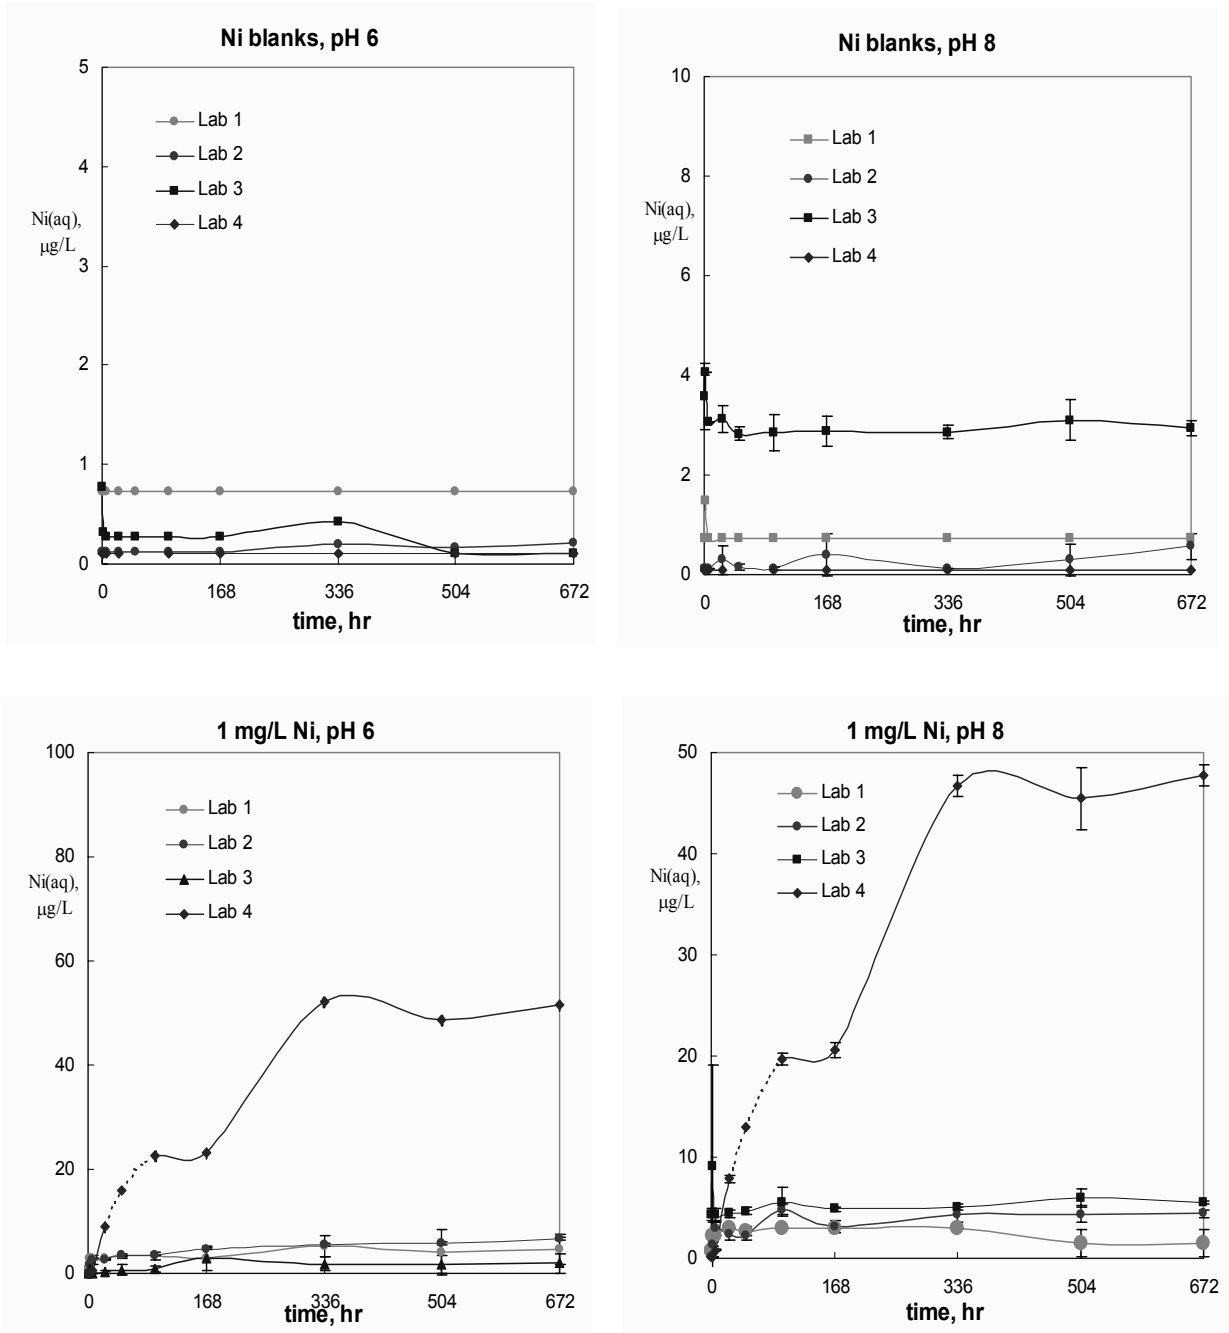 Ni blanks, pH 6
5
4
3
2
1
0
Ni(aq),
µg/L
Lab 1
Lab 2
Lab 3
Lab 4
0 168 336 504 672
time, hr
Ni blanks, pH 8
10
8
6
4
2
0
Ni(aq),
µg/L
Lab 1
Lab 2
Lab 3
Lab 4
0 168 336 504 672
time, hr
1 mg/L Ni, pH 6
100
80
60
40
20
0
Ni(aq),
µg/L
Lab 1
Lab 2
Lab 3
Lab 4
0 168 336 504 672
time, hr
1 mg/L Ni, pH 8
50
40
30
20
10
0
Ni(aq),
µg/L
Lab 1
Lab 2
Lab 3
Lab 4
0 168 336 504 672
time, hr